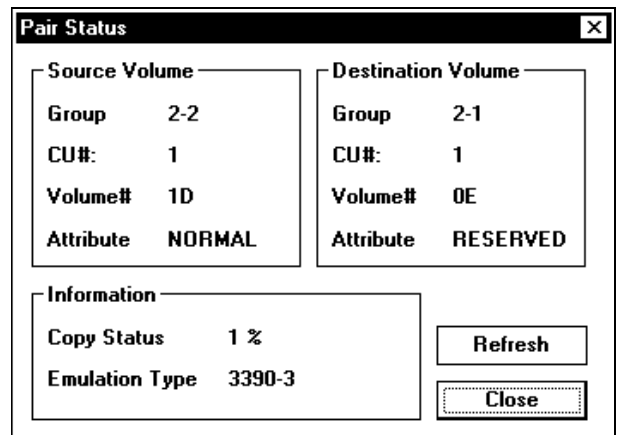 Pair Status
Source Volume
Group 2-2
CU#: 1
Volume# 1D
Attribute NORMAL
Destination Volume
Group 2-1
CU#: 1
Volume# 0E
Attribute RESERVED
Information
Copy Status 1 %
Emulation Type 3390-3
Refresh
Close